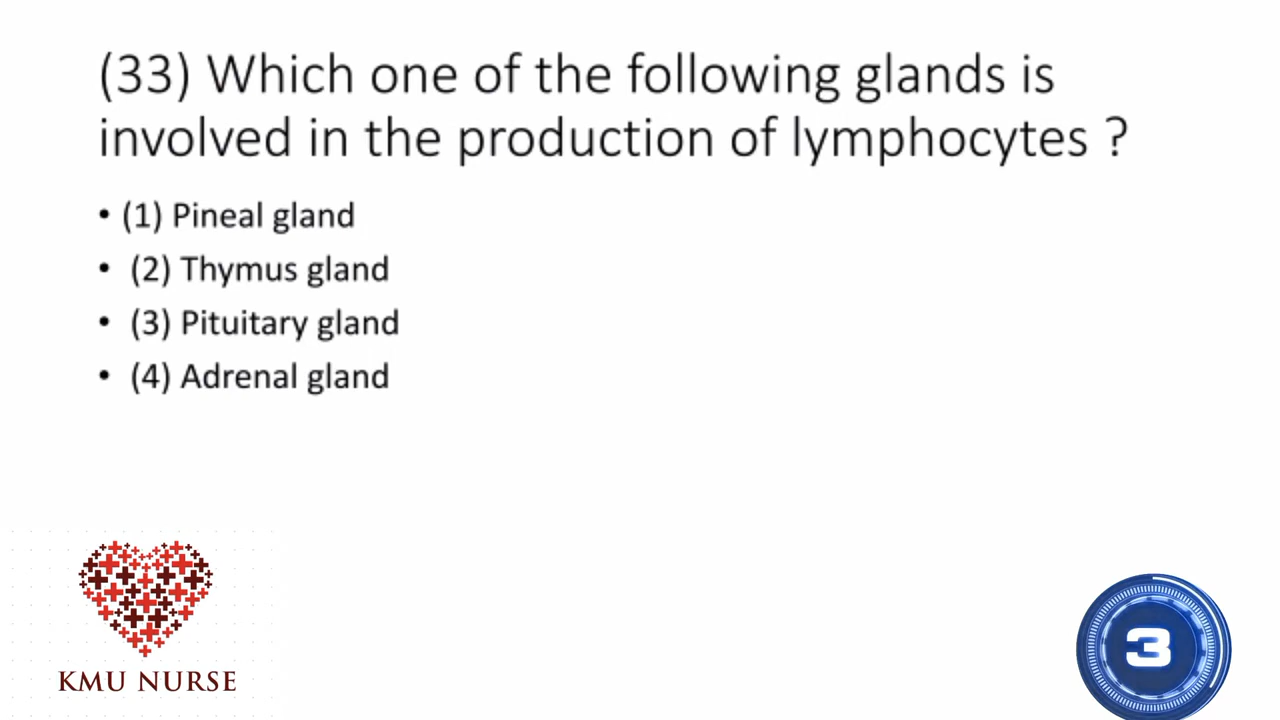 (33) Which one of the following glands is
involved in the production of lymphocytes ?
• (1) Pineal gland
• (2) Thymus gland
• (3) Pituitary gland
• (4) Adrenal gland
KMU NURSE
3